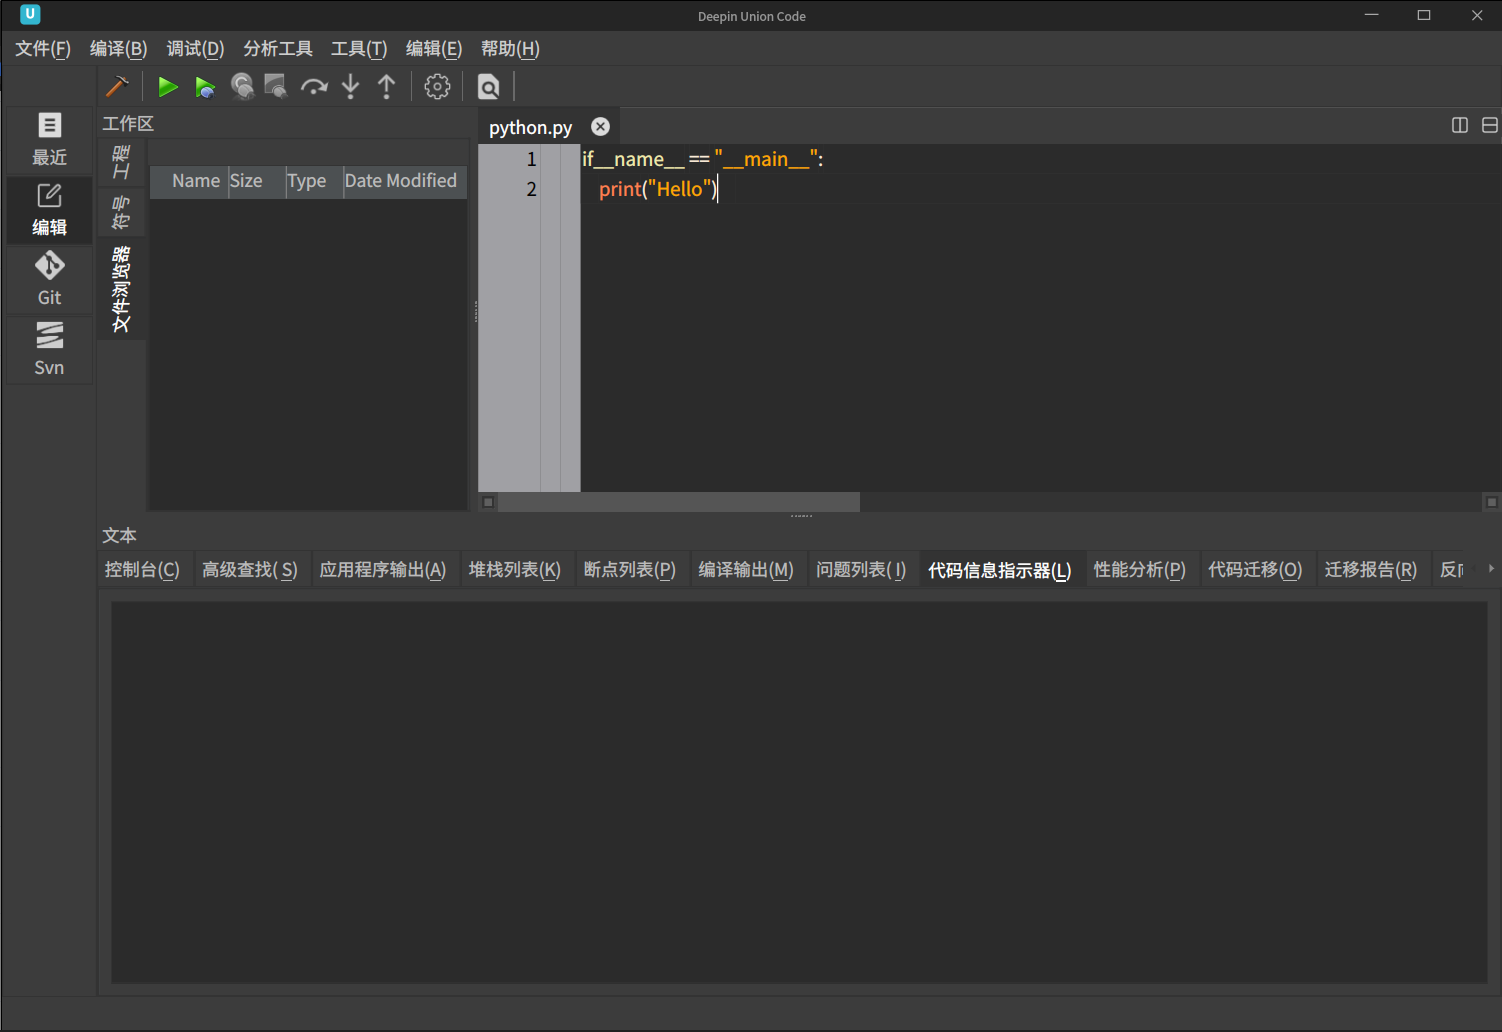 U
Deepin Union Code
文件(F) 编译(B) 调试(D) 分析工具 工具(T) 编辑(E) 帮助(H)
最近
编辑
Git
Svn
工作区
工程
符号
文件浏览器
Name Size Type Date Modified
python.py
1 if__name__ == "__main__":
2 print("Hello")
文本
控制台(C) 高级查找( S) 应用程序输出(A) 堆栈列表(K) 断点列表(P) 编译输出(M) 问题列表( I) 代码信息指示器(L) 性能分析(P) 代码迁移(O) 迁移报告(R) 反